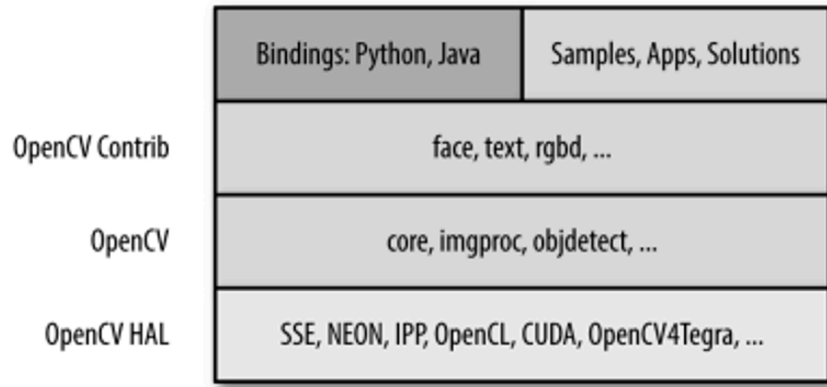 Bindings: Python, Java
Samples, Apps, Solutions
OpenCV Contrib
face, text, rgbd, ...
OpenCV
core, imgproc, objdetect, ...
OpenCV HAL
SSE, NEON, IPP, OpenCL, CUDA, OpenCV4Tegra, ...